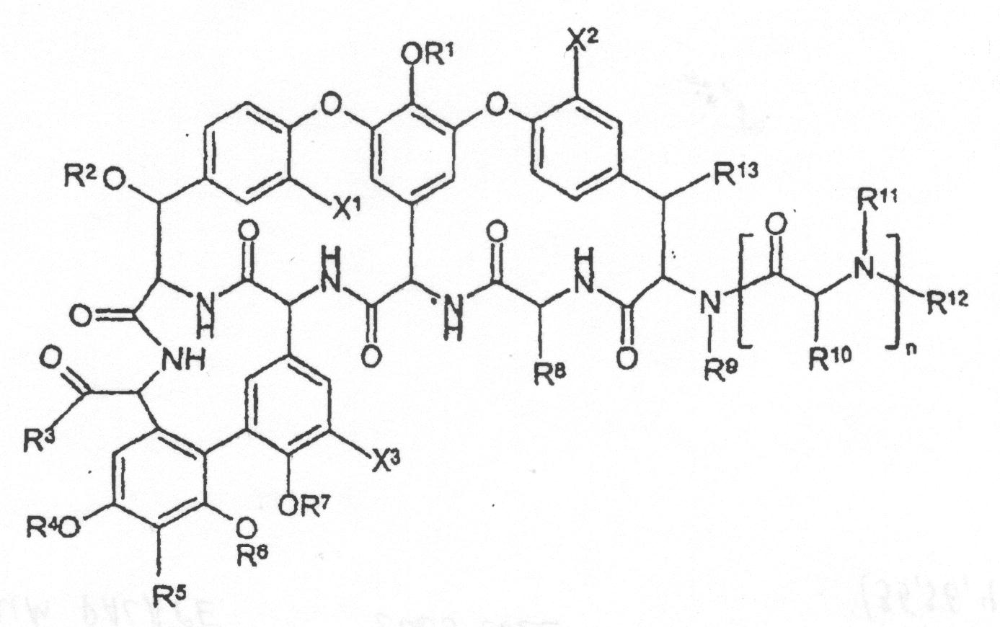 X²
OR¹
O O
R²O R¹³
X¹ R¹¹
O O O
H H
N N N
N N N R¹²
O H H
O O
NH R⁸ R⁹ R¹⁰ n
O
R³
X³
OR⁷
R⁴O O
R⁶
R⁵